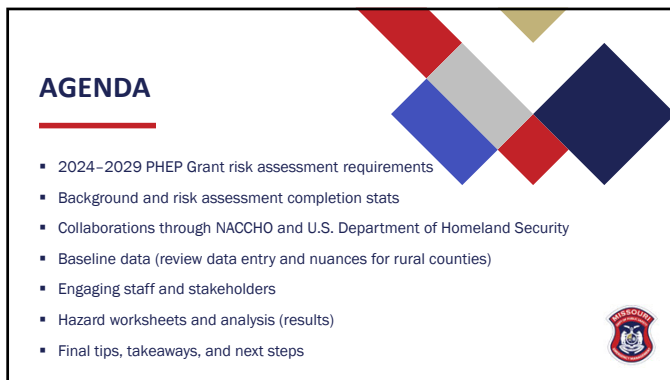 AGENDA
▪ 2024–2029 PHEP Grant risk assessment requirements
▪ Background and risk assessment completion stats
▪ Collaborations through NACCHO and U.S. Department of Homeland Security
▪ Baseline data (review data entry and nuances for rural counties)
▪ Engaging staff and stakeholders
▪ Hazard worksheets and analysis (results)
▪ Final tips, takeaways, and next steps
MISSOURI